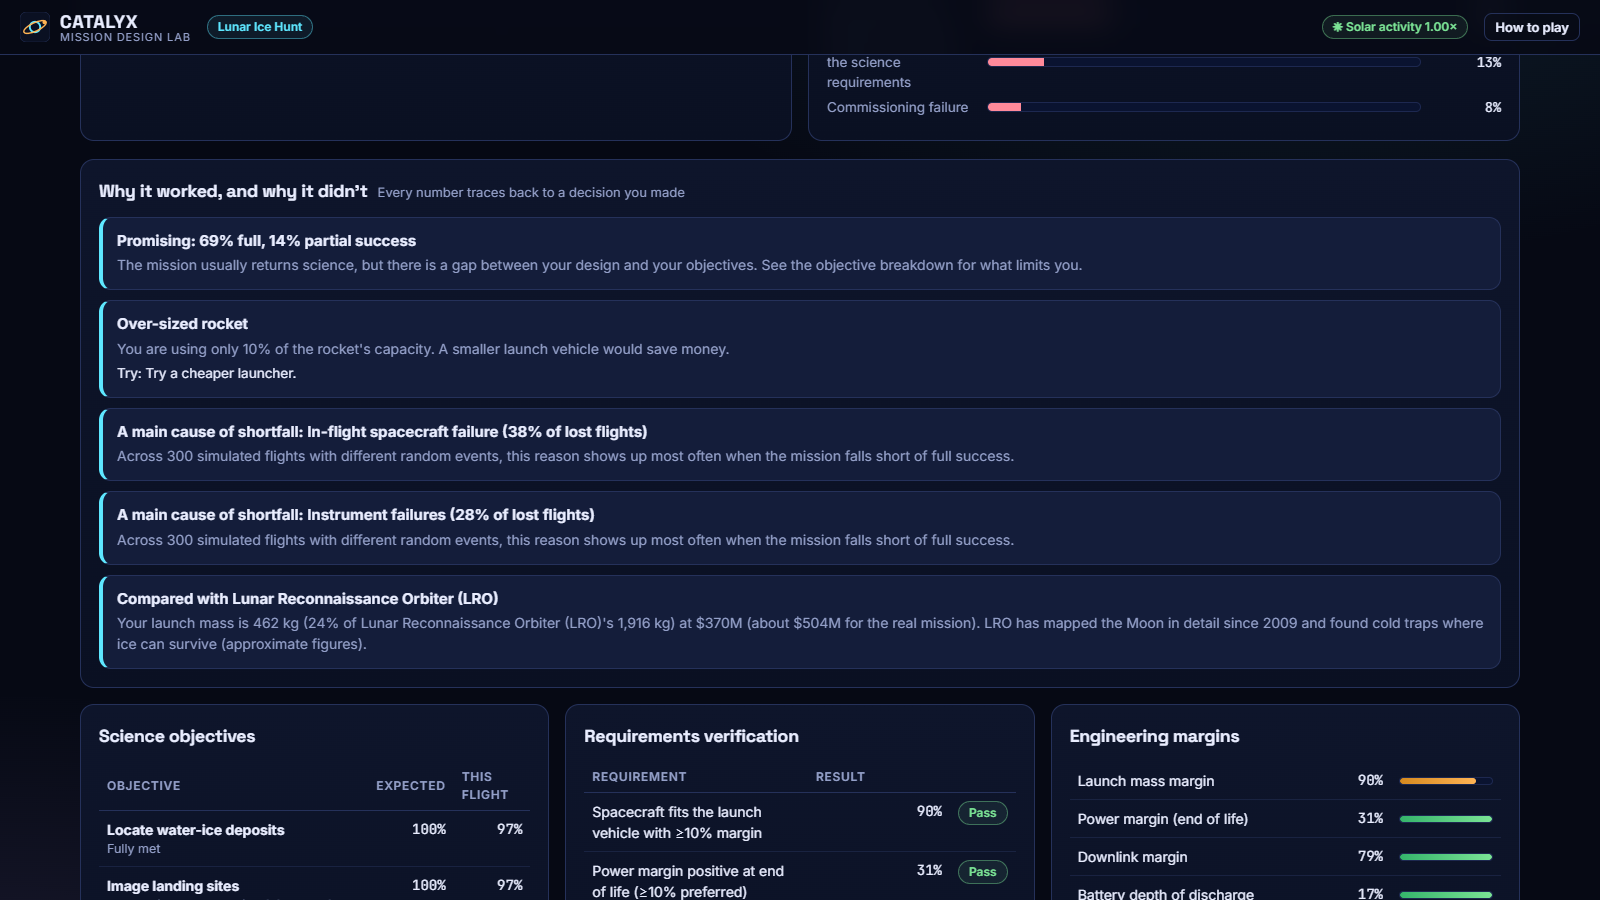 CATALYX
MISSION DESIGN LAB
Lunar Ice Hunt
Solar activity 1.00×
How to play
the science
requirements
13%
Commissioning failure
8%
Why it worked, and why it didn't Every number traces back to a decision you made
Promising: 69% full, 14% partial success
The mission usually returns science, but there is a gap between your design and your objectives. See the objective breakdown for what limits you.
Over-sized rocket
You are using only 10% of the rocket's capacity. A smaller launch vehicle would save money.
Try: Try a cheaper launcher.
A main cause of shortfall: In-flight spacecraft failure (38% of lost flights)
Across 300 simulated flights with different random events, this reason shows up most often when the mission falls short of full success.
A main cause of shortfall: Instrument failures (28% of lost flights)
Across 300 simulated flights with different random events, this reason shows up most often when the mission falls short of full success.
Compared with Lunar Reconnaissance Orbiter (LRO)
Your launch mass is 462 kg (24% of Lunar Reconnaissance Orbiter (LRO)'s 1,916 kg) at $370M (about $504M for the real mission). LRO has mapped the Moon in detail since 2009 and found cold traps where
ice can survive (approximate figures).
Science objectives
OBJECTIVE EXPECTED THIS
FLIGHT
Locate water-ice deposits 100% 97%
Fully met
Image landing sites 100% 97%
Requirements verification
REQUIREMENT RESULT
Spacecraft fits the launch
vehicle with ≥10% margin
90% Pass
Power margin positive at end
of life (≥10% preferred)
31% Pass
Engineering margins
Launch mass margin 90%
Power margin (end of life) 31%
Downlink margin 79%
Battery depth of discharge 17%